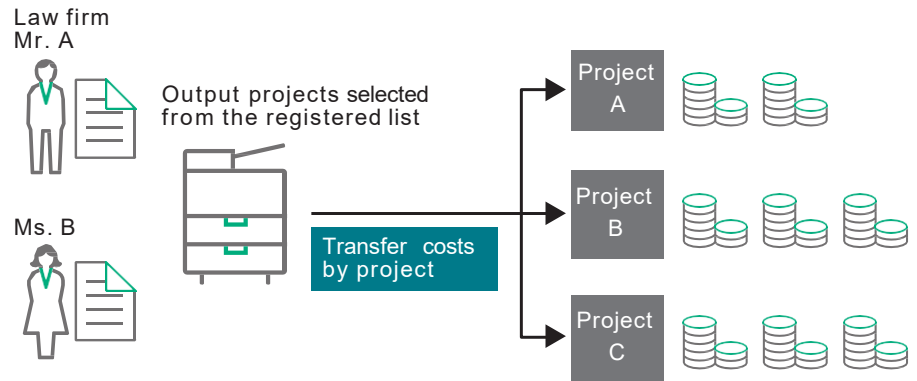 Law firm
Mr. A
Output projects selected
from the registered list
Ms. B
Transfer costs
by project
Project
A
Project
B
Project
C